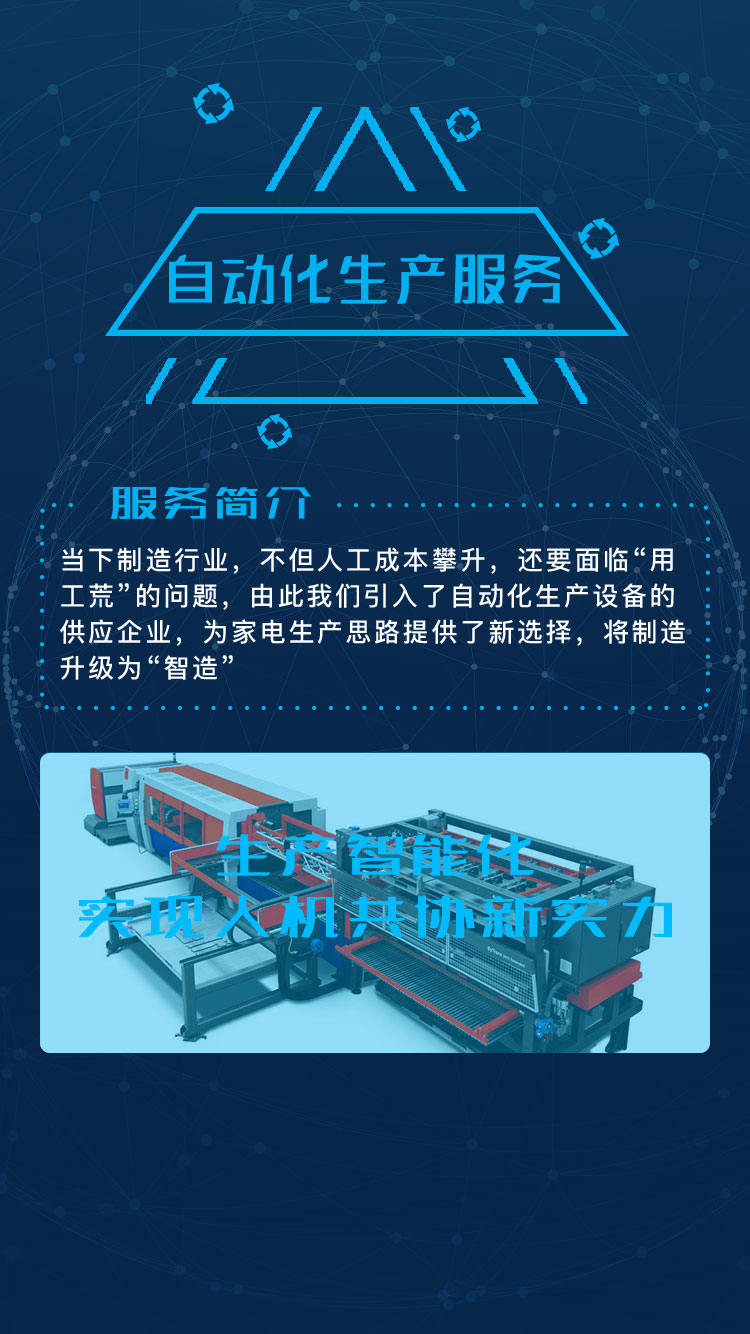 自动化生产服务
服务简介
当下制造行业，不但人工成本攀升，还要面临“用
工荒”的问题，由此我们引入了自动化生产设备的
供应企业，为家电生产思路提供了新选择，将制造
升级为“智造”
生产智能化
实现人机共协新实力